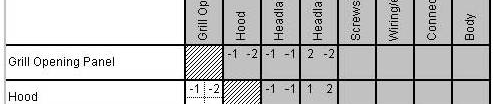 Grill Op
Hood
Headla
Headla
Screws
Wiring/e
Connec
Body
Grill Opening Panel -1 -2 -1 -1 2 -2
Hood -1 -2 -1 -1 1 2